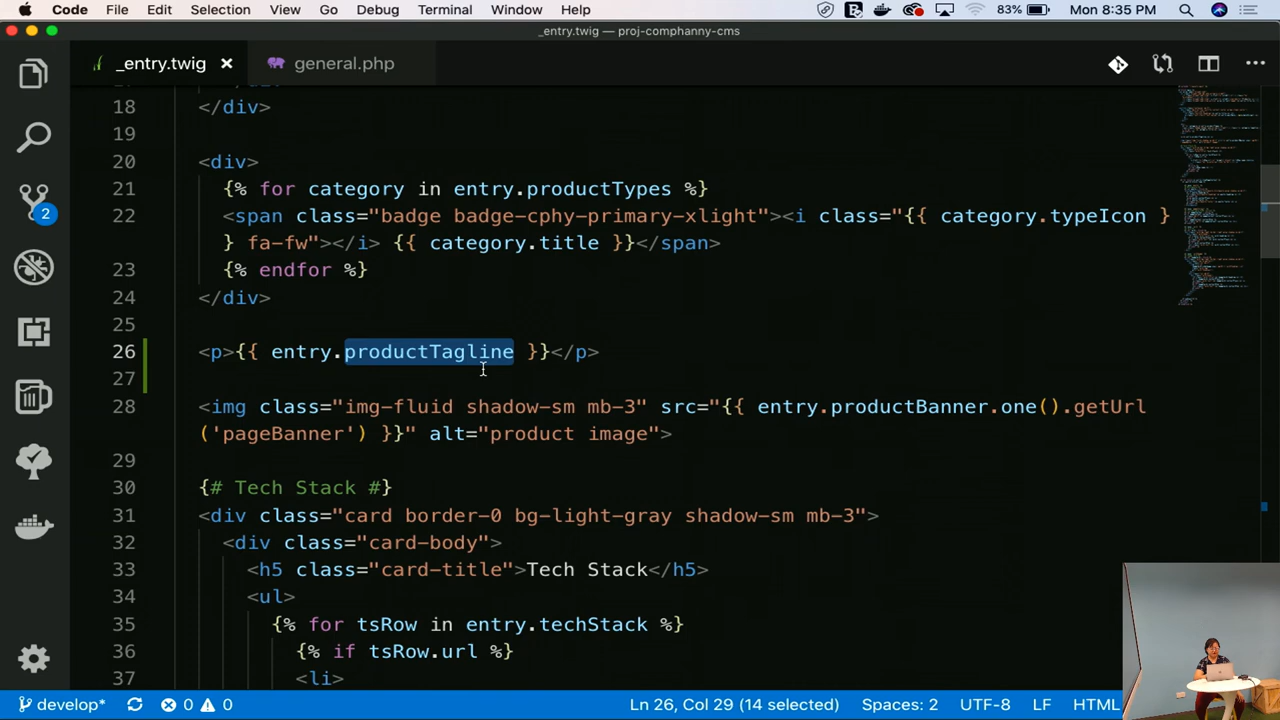 Code File Edit Selection View Go Debug Terminal Window Help 83% Mon 8:35 PM
_entry.twig — proj-comphanny-cms
_entry.twig × general.php
18 </div>
19
20 <div>
21 {% for category in entry.productTypes %}
22 <span class="badge badge-cphy-primary-xlight"><i class="{{ category.typeIcon }
} fa-fw"></i> {{ category.title }}</span>
23 {% endfor %}
24 </div>
25
26 <p>{{ entry.productTagline }}</p>
27
28 <img class="img-fluid shadow-sm mb-3" src="{{ entry.productBanner.one().getUrl
('pageBanner') }}" alt="product image">
29
30 {# Tech Stack #}
31 <div class="card border-0 bg-light-gray shadow-sm mb-3">
32 <div class="card-body">
33 <h5 class="card-title">Tech Stack</h5>
34 <ul>
35 {% for tsRow in entry.techStack %}
36 {% if tsRow.url %}
37 <li>
2
develop* 0 0 Ln 26, Col 29 (14 selected) Spaces: 2 UTF-8 LF HTML